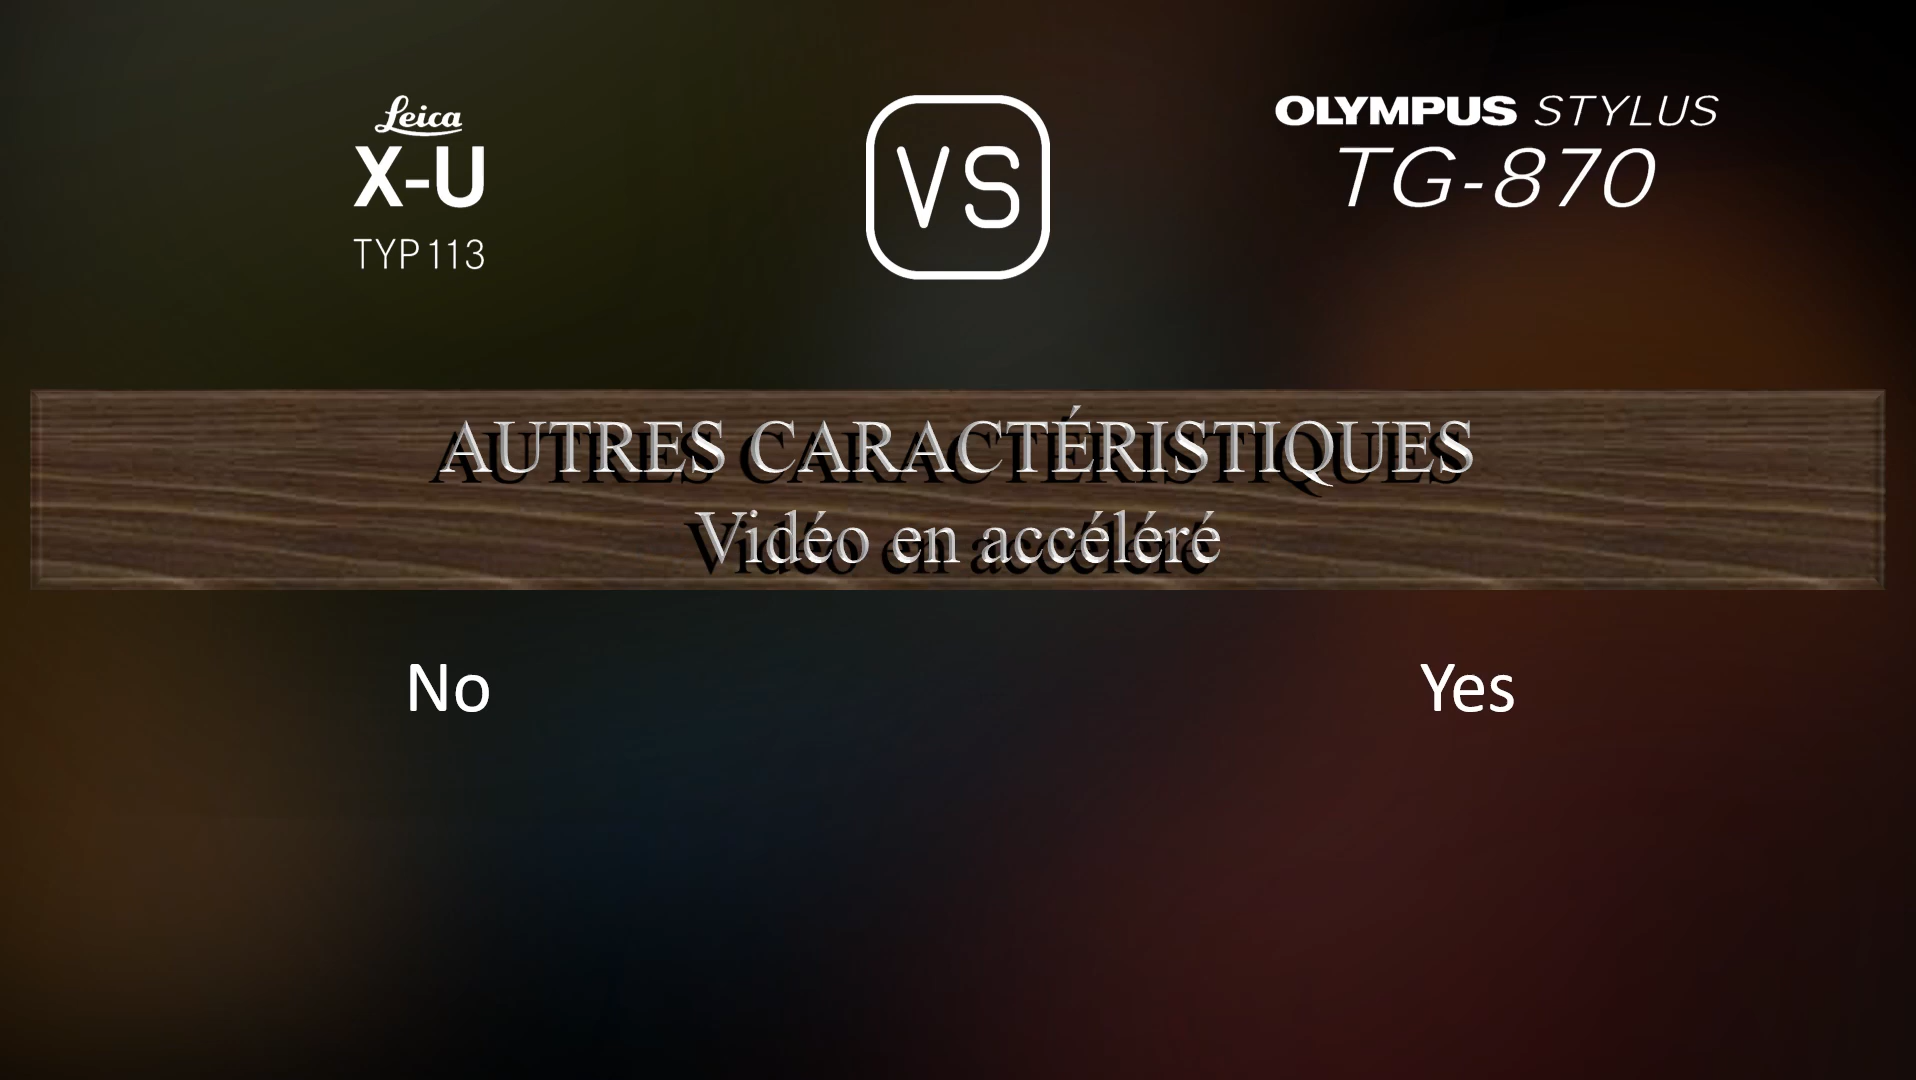 Leica
X-U
TYP 113
VS
OLYMPUS STYLUS
TG-870
AUTRES CARACTÉRISTIQUES
Vidéo en accéléré
No
Yes